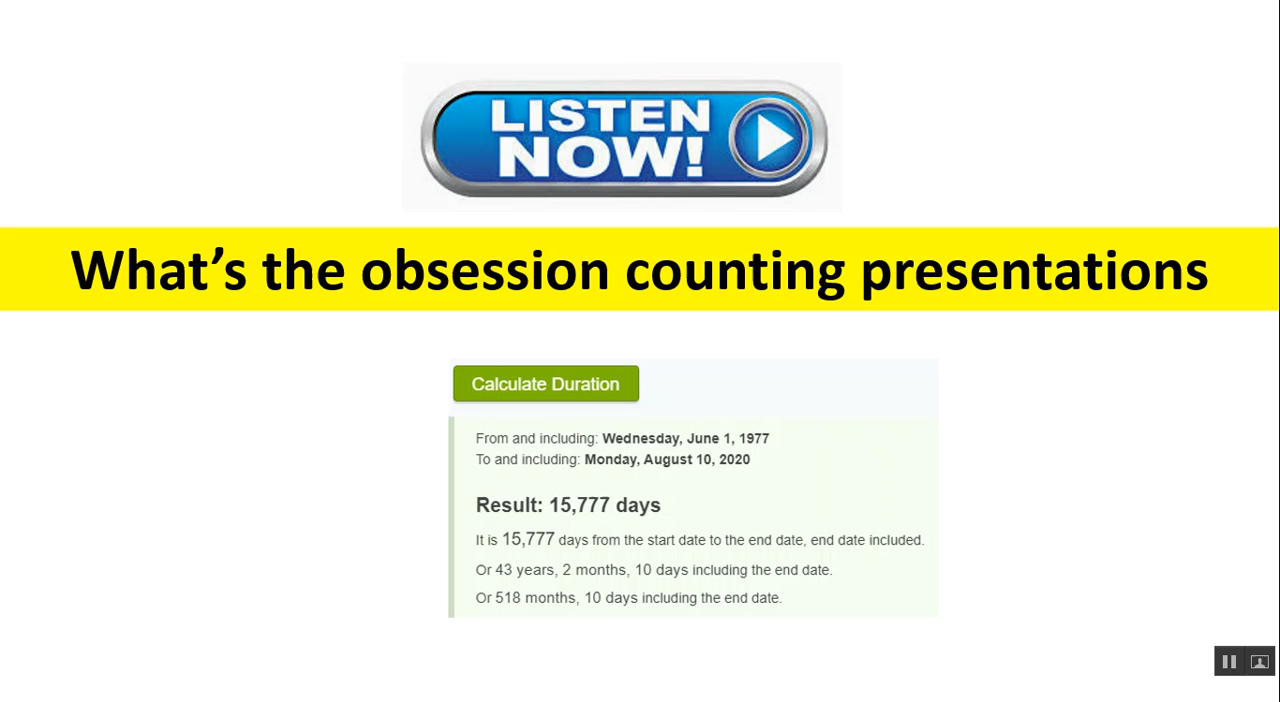 LISTEN
NOW!
What’s the obsession counting presentations
Calculate Duration
From and including: Wednesday, June 1, 1977
To and including: Monday, August 10, 2020
Result: 15,777 days
It is 15,777 days from the start date to the end date, end date included.
Or 43 years, 2 months, 10 days including the end date.
Or 518 months, 10 days including the end date.